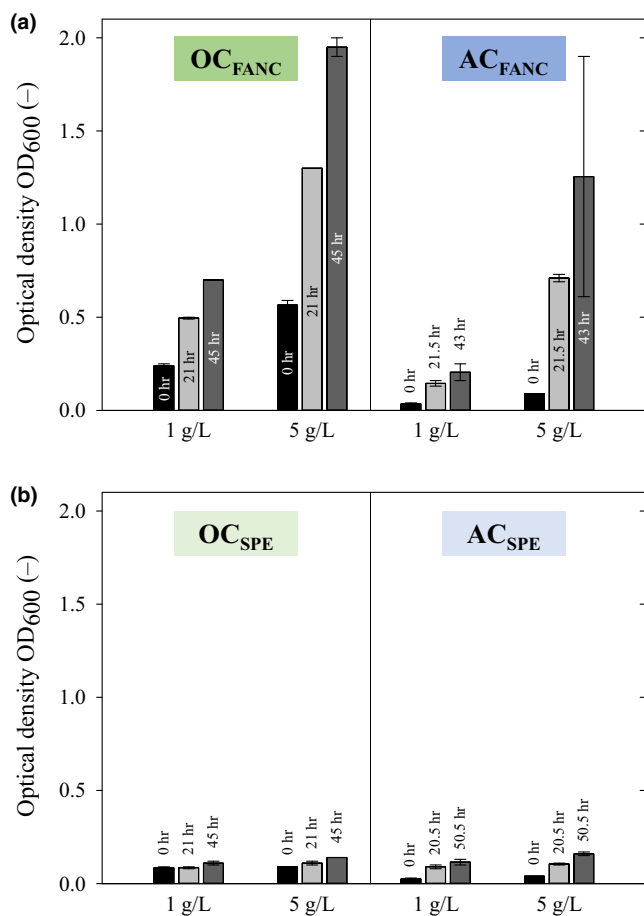 (a)
Optical density OD600 (–)
2.0
1.5
1.0
0.5
0.0
OCFANC
ACFANC
0 hr
21 hr
45 hr
0 hr
21 hr
45 hr
0 hr
21.5 hr
43 hr
0 hr
21.5 hr
43 hr
1 g/L
5 g/L
1 g/L
5 g/L
(b)
Optical density OD600 (–)
2.0
1.5
1.0
0.5
0.0
OCSPE
ACSPE
0 hr
21 hr
45 hr
0 hr
21 hr
45 hr
0 hr
20.5 hr
50.5 hr
0 hr
20.5 hr
50.5 hr
1 g/L
5 g/L
1 g/L
5 g/L